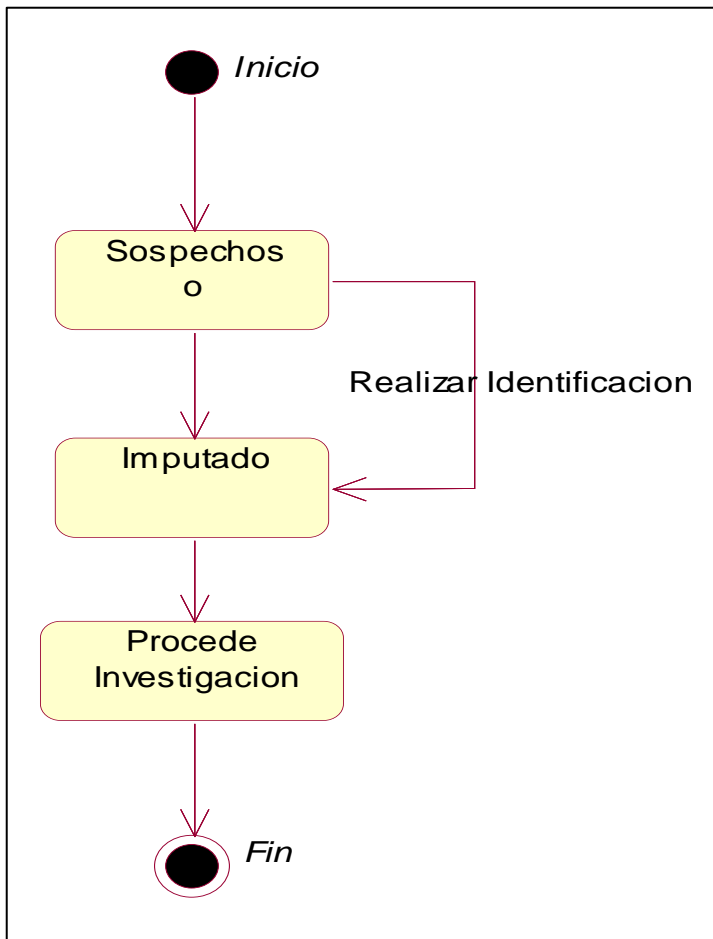 Inicio
Sospechos
o
Realizar Identificacion
Imputado
Procede
Investigacion
Fin